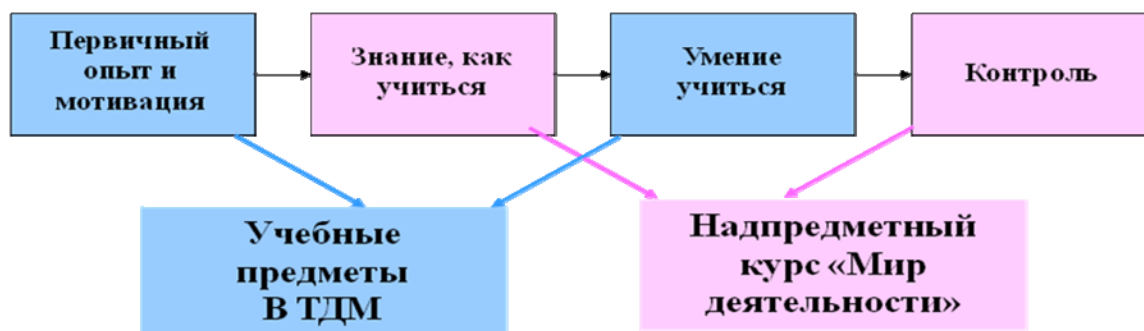 Первичный
опыт и
мотивация
Знание, как
учиться
Умение
учиться
Контроль
Учебные
предметы
В ТДМ
Надпредметный
курс «Мир
деятельности»